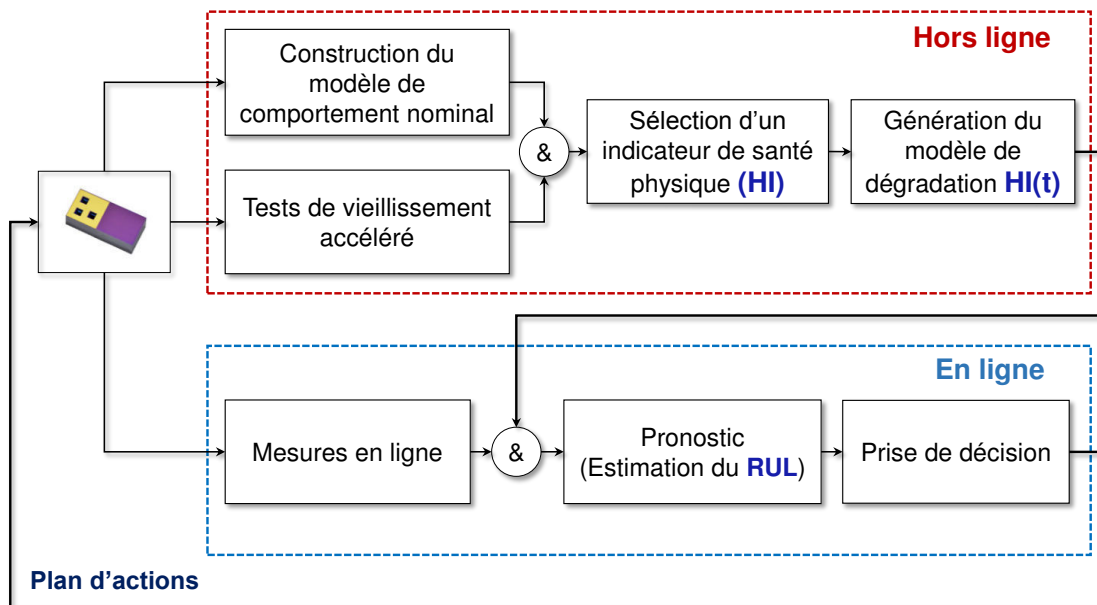 Hors ligne
Construction du
modèle de
comportement nominal
Tests de vieillissement
accéléré
&
Sélection d'un
indicateur de santé
physique (HI)
Génération du
modèle de
dégradation HI(t)
En ligne
Mesures en ligne
&
Pronostic
(Estimation du RUL)
Prise de décision
Plan d'actions